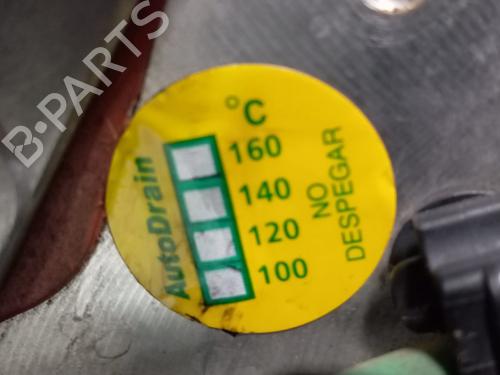 B-PARTS
°C
160
140
120
100
AutoDrain
NO
DESPEGAR